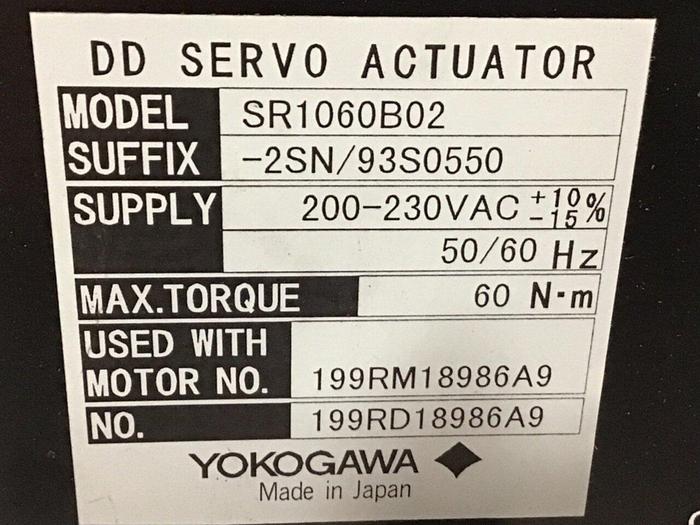 DD SERVO ACTUATOR
MODEL SR1060B02
SUFFIX -2SN/93S0550
SUPPLY 200-230VAC +10 -15 %
50/60 Hz
MAX.TORQUE 60 N·m
USED WITH
MOTOR NO. 199RM18986A9
NO. 199RD18986A9
YOKOGAWA
Made in Japan